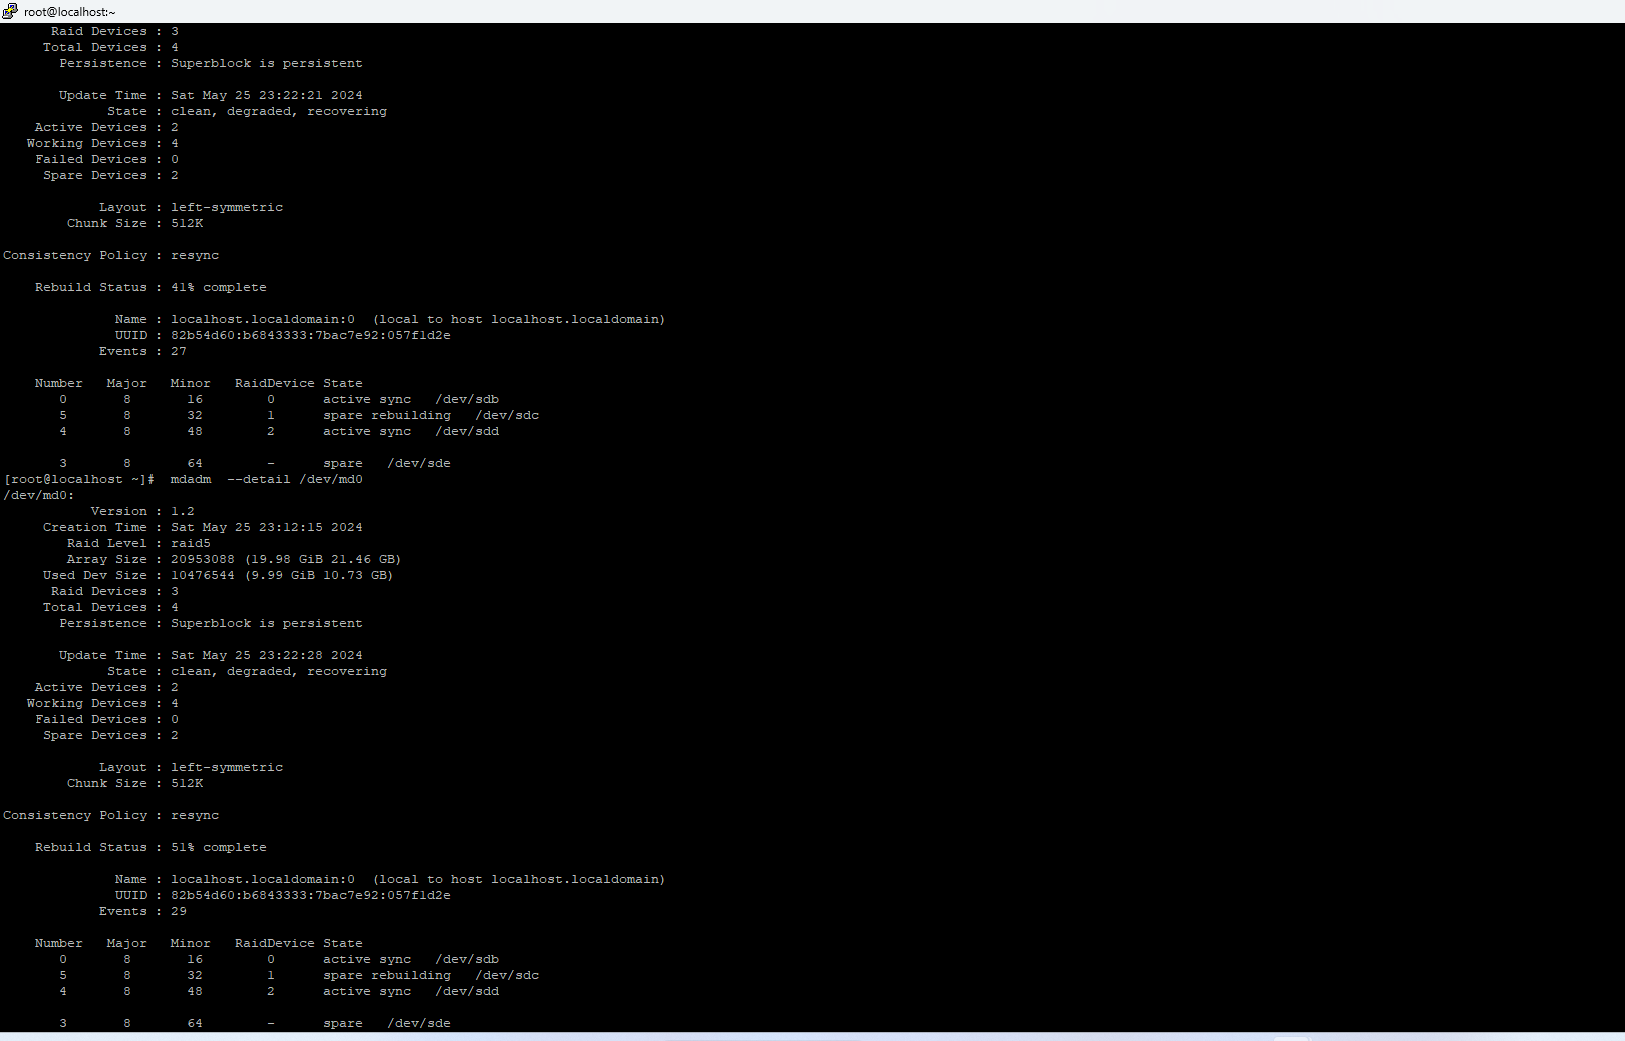 root@localhost:~
Raid Devices : 3
Total Devices : 4
Persistence : Superblock is persistent
Update Time : Sat May 25 23:22:21 2024
State : clean, degraded, recovering
Active Devices : 2
Working Devices : 4
Failed Devices : 0
Spare Devices : 2
Layout : left-symmetric
Chunk Size : 512K
Consistency Policy : resync
Rebuild Status : 41% complete
Name : localhost.localdomain:0  (local to host localhost.localdomain)
UUID : 82b54d60:b6843333:7bac7e92:057f1d2e
Events : 27
Number   Major   Minor   RaidDevice State
0        8       16        0      active sync   /dev/sdb
5        8       32        1      spare rebuilding   /dev/sdc
4        8       48        2      active sync   /dev/sdd
3        8       64        -      spare   /dev/sde
[root@localhost ~]#  mdadm  --detail /dev/md0
/dev/md0:
Version : 1.2
Creation Time : Sat May 25 23:12:15 2024
Raid Level : raid5
Array Size : 20953088 (19.98 GiB 21.46 GB)
Used Dev Size : 10476544 (9.99 GiB 10.73 GB)
Raid Devices : 3
Total Devices : 4
Persistence : Superblock is persistent
Update Time : Sat May 25 23:22:28 2024
State : clean, degraded, recovering
Active Devices : 2
Working Devices : 4
Failed Devices : 0
Spare Devices : 2
Layout : left-symmetric
Chunk Size : 512K
Consistency Policy : resync
Rebuild Status : 51% complete
Name : localhost.localdomain:0  (local to host localhost.localdomain)
UUID : 82b54d60:b6843333:7bac7e92:057f1d2e
Events : 29
Number   Major   Minor   RaidDevice State
0        8       16        0      active sync   /dev/sdb
5        8       32        1      spare rebuilding   /dev/sdc
4        8       48        2      active sync   /dev/sdd
3        8       64        -      spare   /dev/sde